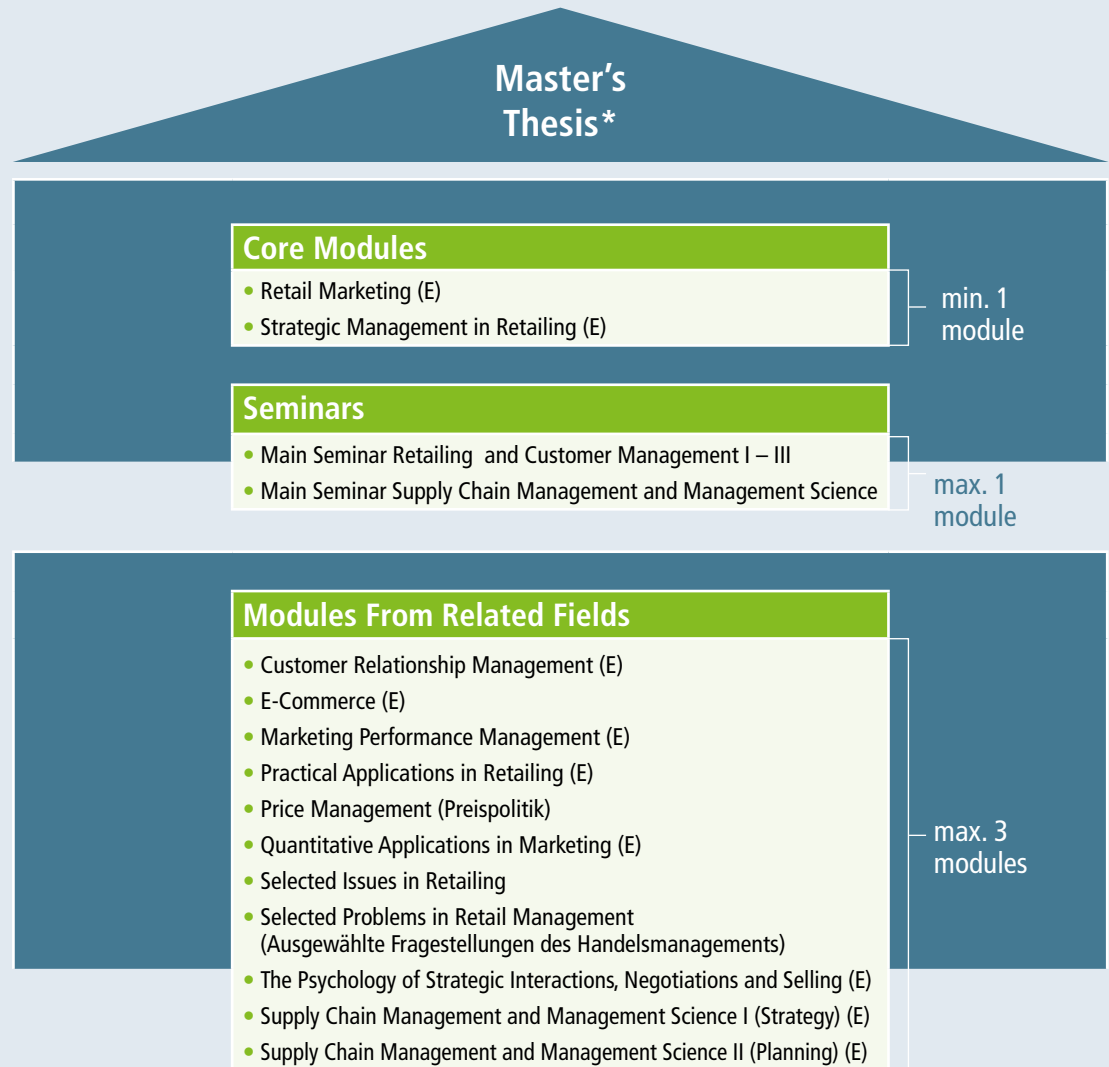 Master's
Thesis*
Core Modules
• Retail Marketing (E)
• Strategic Management in Retailing (E)
min. 1
module
Seminars
• Main Seminar Retailing and Customer Management I – III
• Main Seminar Supply Chain Management and Management Science
max. 1
module
Modules From Related Fields
• Customer Relationship Management (E)
• E-Commerce (E)
• Marketing Performance Management (E)
• Practical Applications in Retailing (E)
• Price Management (Preispolitik)
• Quantitative Applications in Marketing (E)
• Selected Issues in Retailing
• Selected Problems in Retail Management
(Ausgewählte Fragestellungen des Handelsmanagements)
• The Psychology of Strategic Interactions, Negotiations and Selling (E)
• Supply Chain Management and Management Science I (Strategy) (E)
• Supply Chain Management and Management Science II (Planning) (E)
max. 3
modules